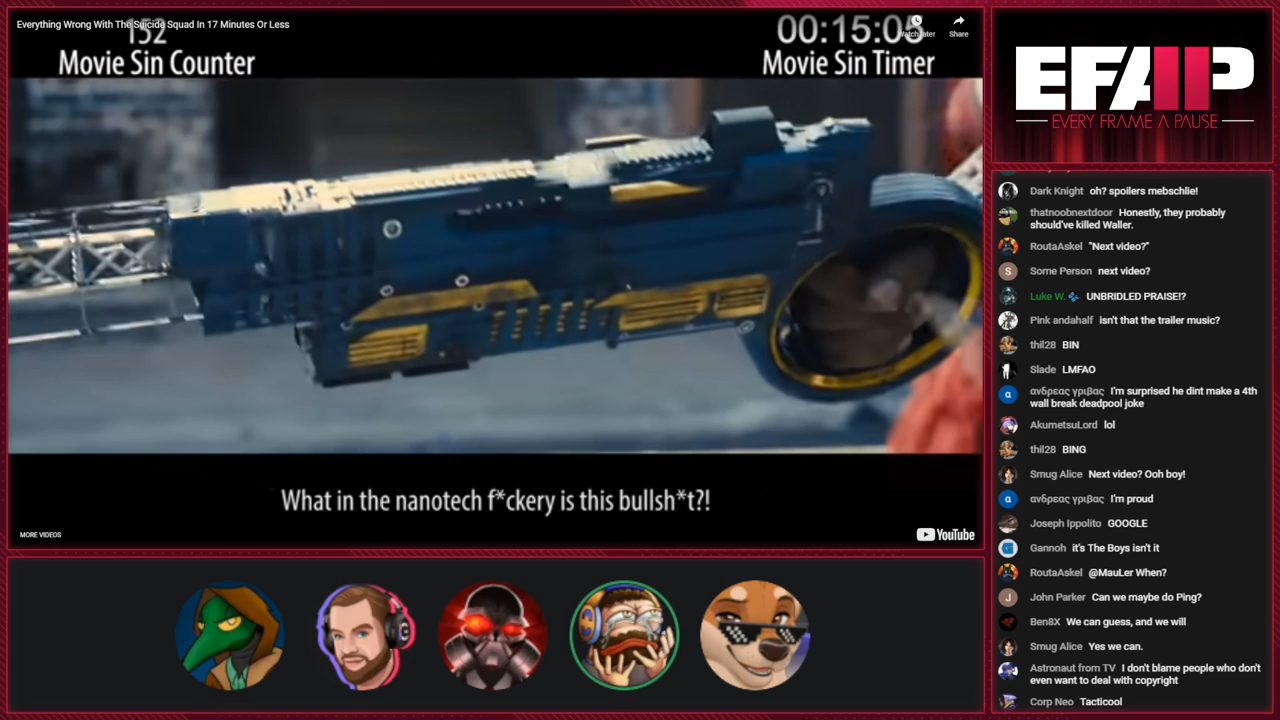 Everything Wrong With The Suicide Squad In 17 Minutes Or Less
152
Movie Sin Counter
00:15:05
Movie Sin Timer
Watch later
Share
What in the nanotech f*ckery is this bullsh*t?!
MORE VIDEOS
YouTube
EFAP
EVERY FRAME A PAUSE
Dark Knight oh? spoilers mebschlie!
thatnoobnextdoor Honestly, they probably
should've killed Waller.
RoutaAskel "Next video?"
Some Person next video?
Luke W. UNBRIDLED PRAISE!?
Pink andahalf isn't that the trailer music?
thil28 BIN
Slade LMFAO
ανδρεας γριβας I'm surprised he dint make a 4th
wall break deadpool joke
AkumetsuLord lol
thil28 BING
Smug Alice Next video? Ooh boy!
ανδρεας γριβας I'm proud
Joseph Ippolito GOOGLE
Gannoh it's The Boys isn't it
RoutaAskel @MauLer When?
John Parker Can we maybe do Ping?
Ben8X We can guess, and we will
Smug Alice Yes we can.
Astronaut from TV I don't blame people who don't
even want to deal with copyright
Corp Neo Tacticool